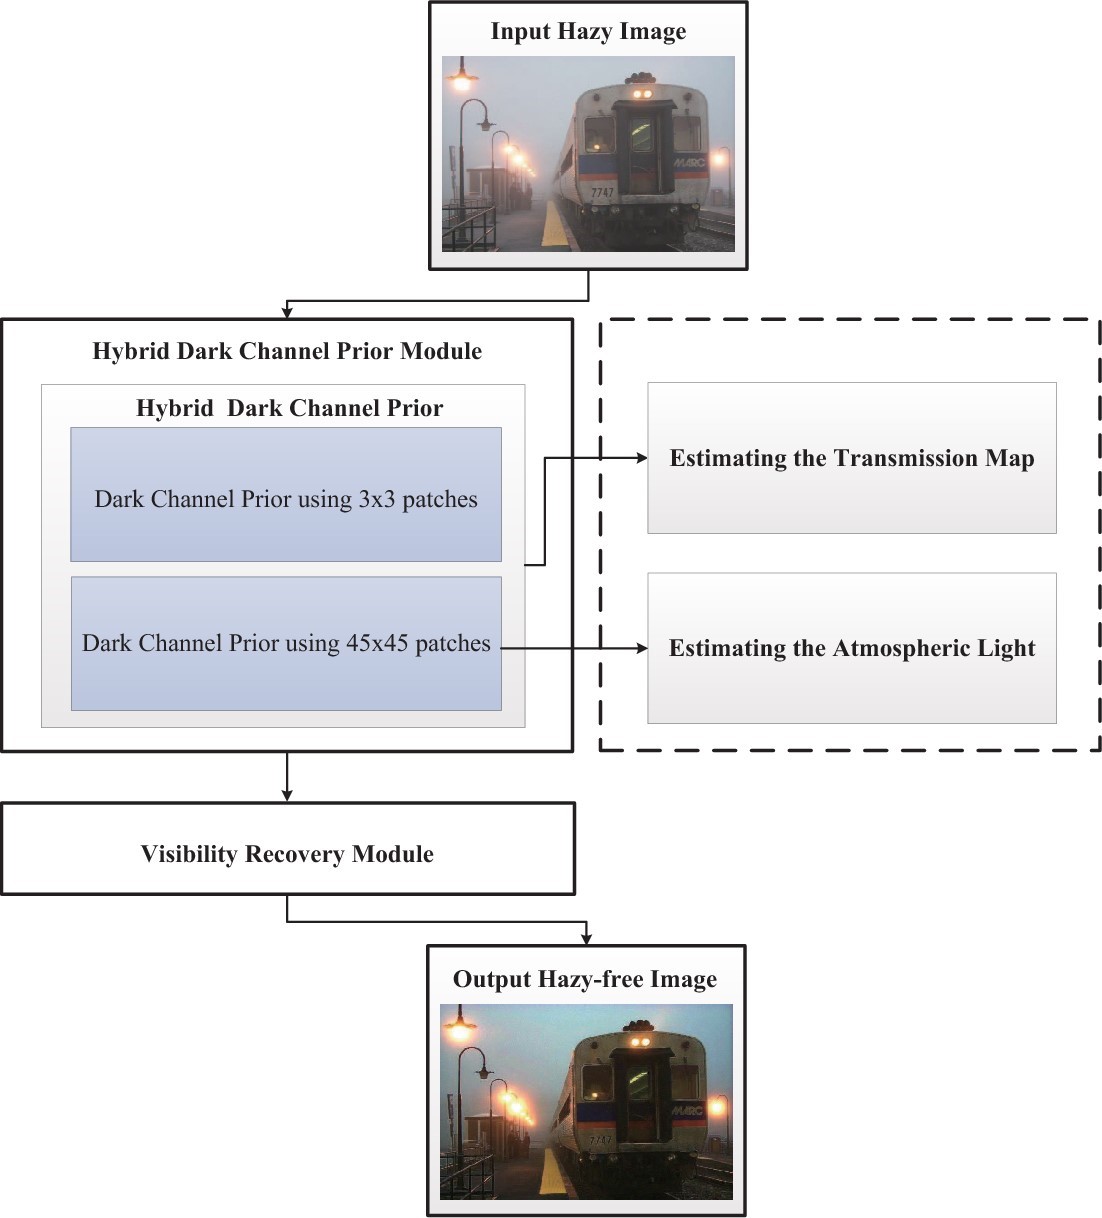 Input Hazy Image
MARC
7747
Hybrid Dark Channel Prior Module
Hybrid Dark Channel Prior
Dark Channel Prior using 3x3 patches
Estimating the Transmission Map
Dark Channel Prior using 45x45 patches
Estimating the Atmospheric Light
Visibility Recovery Module
Output Hazy-free Image
MARC
7747